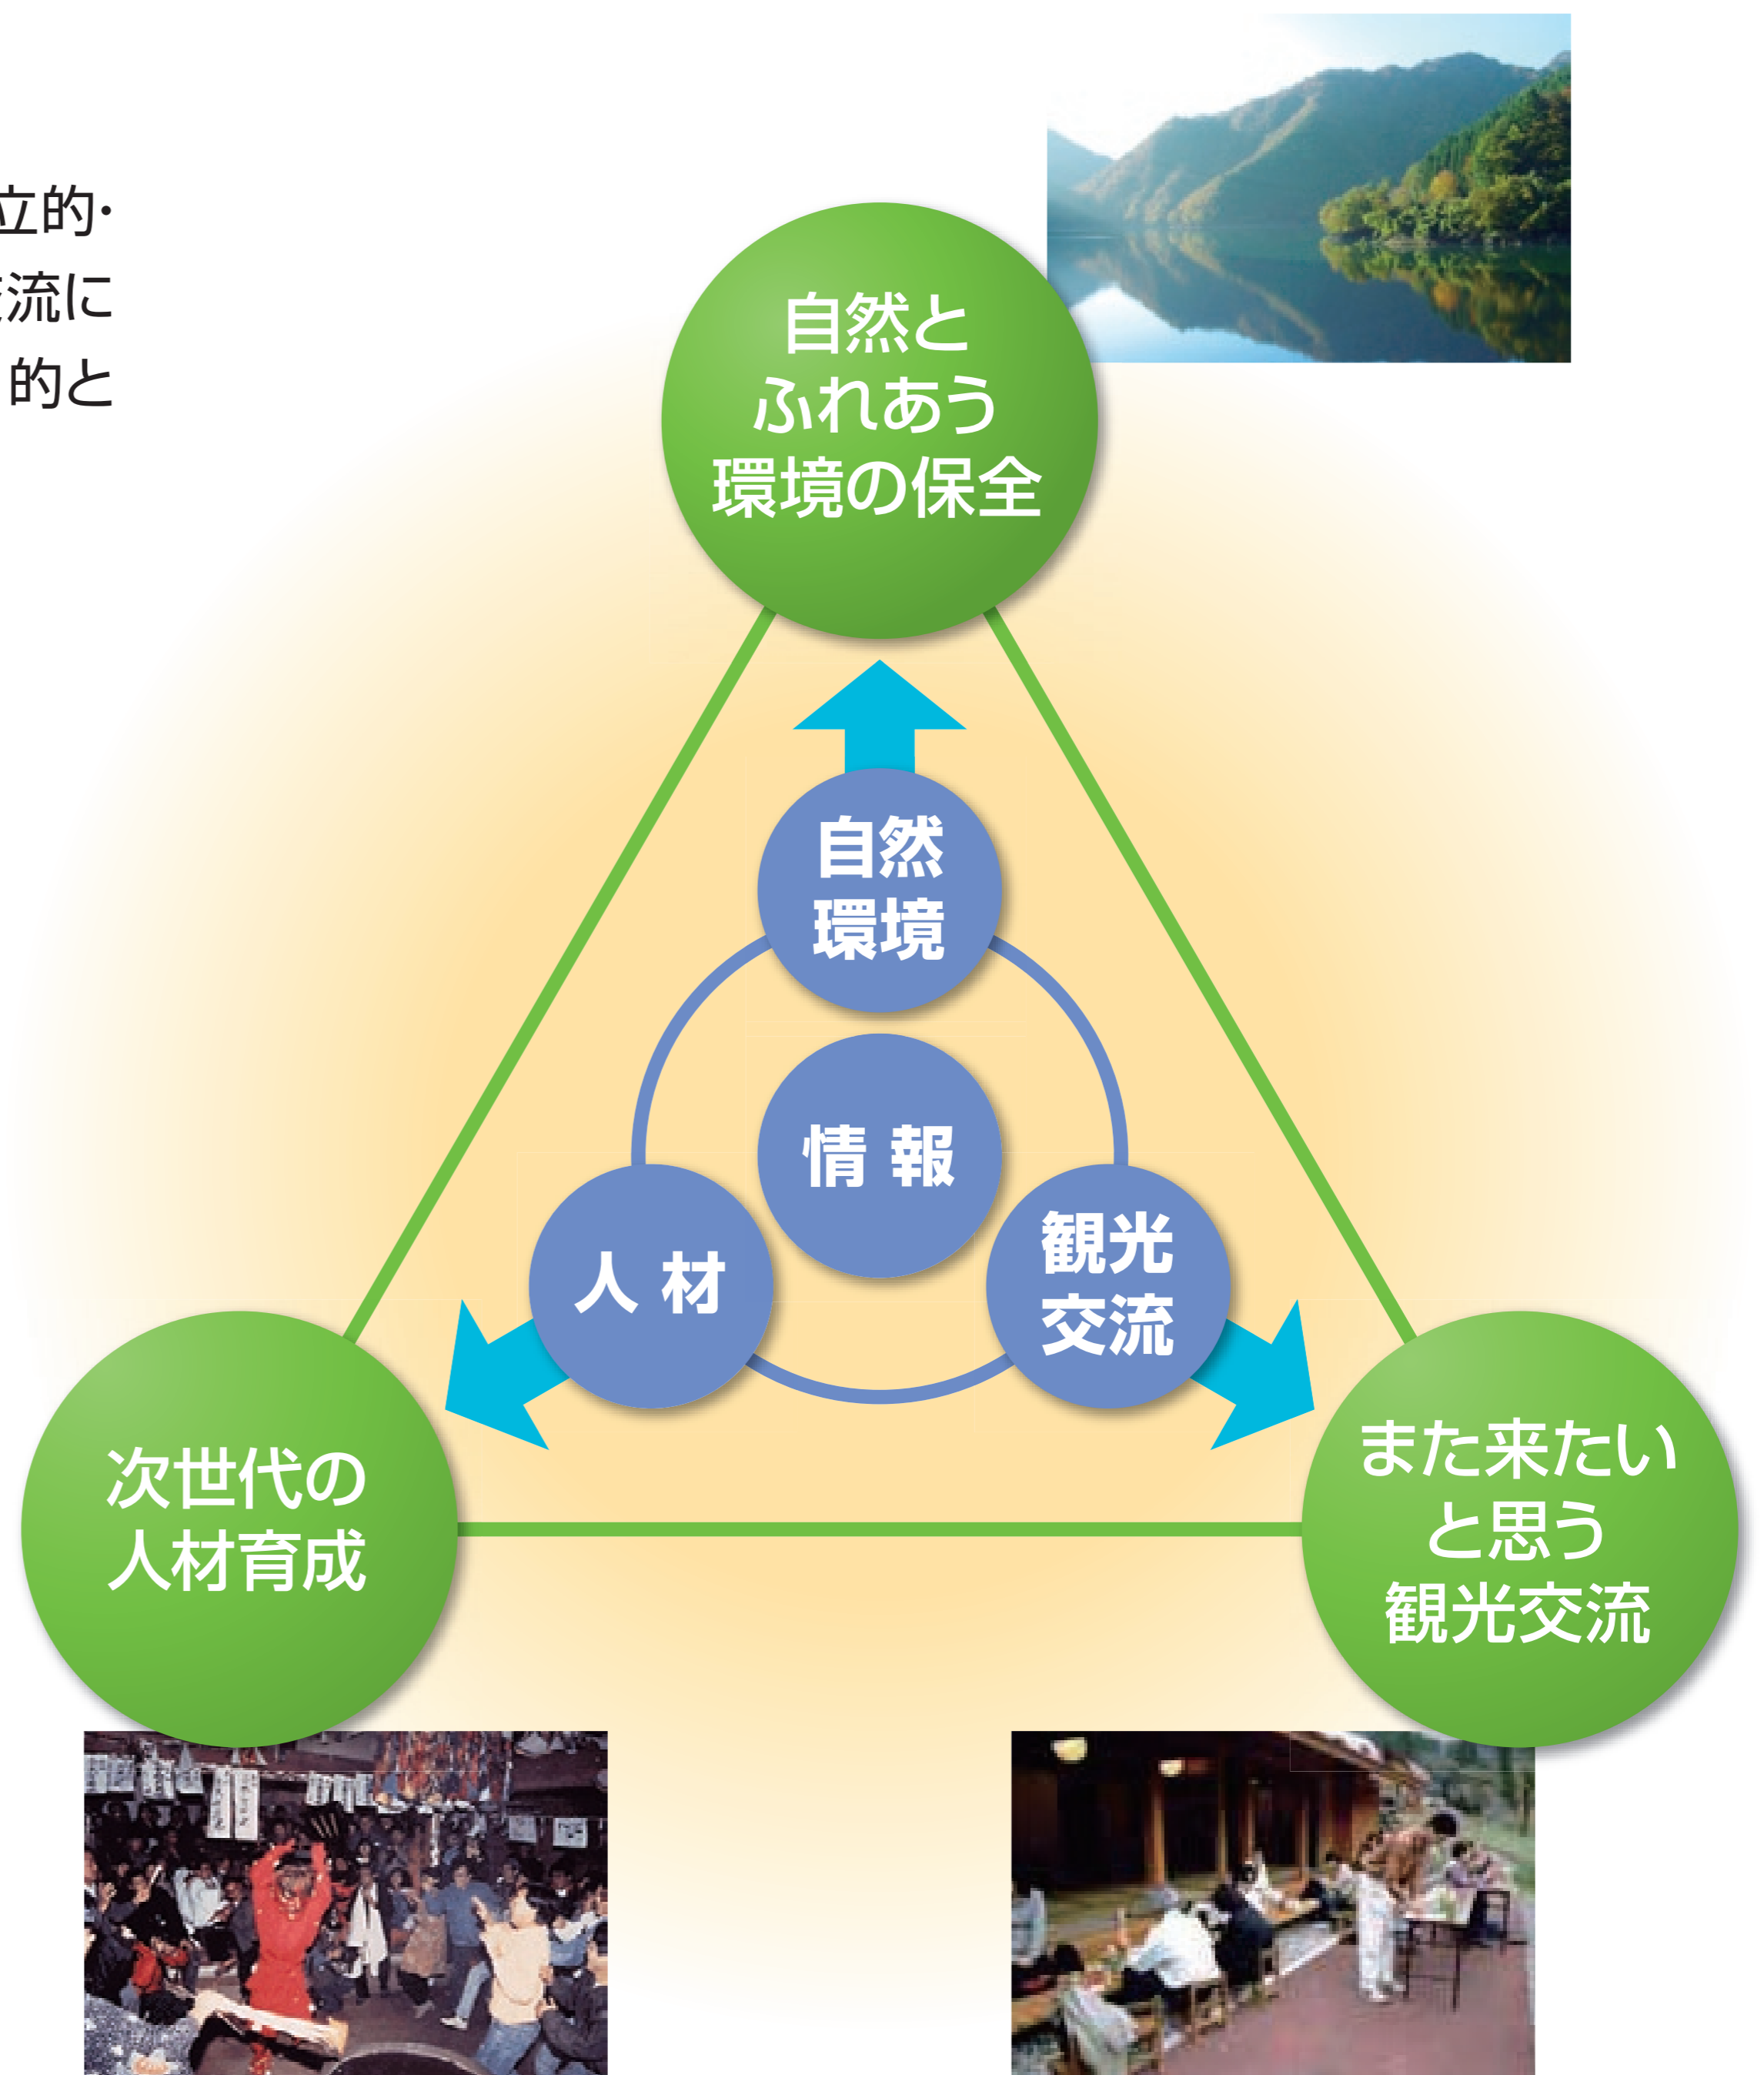 立的・
流に
的と
自然と
ふれあう
環境の保全
自然
環境
情 報
人 材
観光
交流
次世代の
人材育成
また来たい
と思う
観光交流